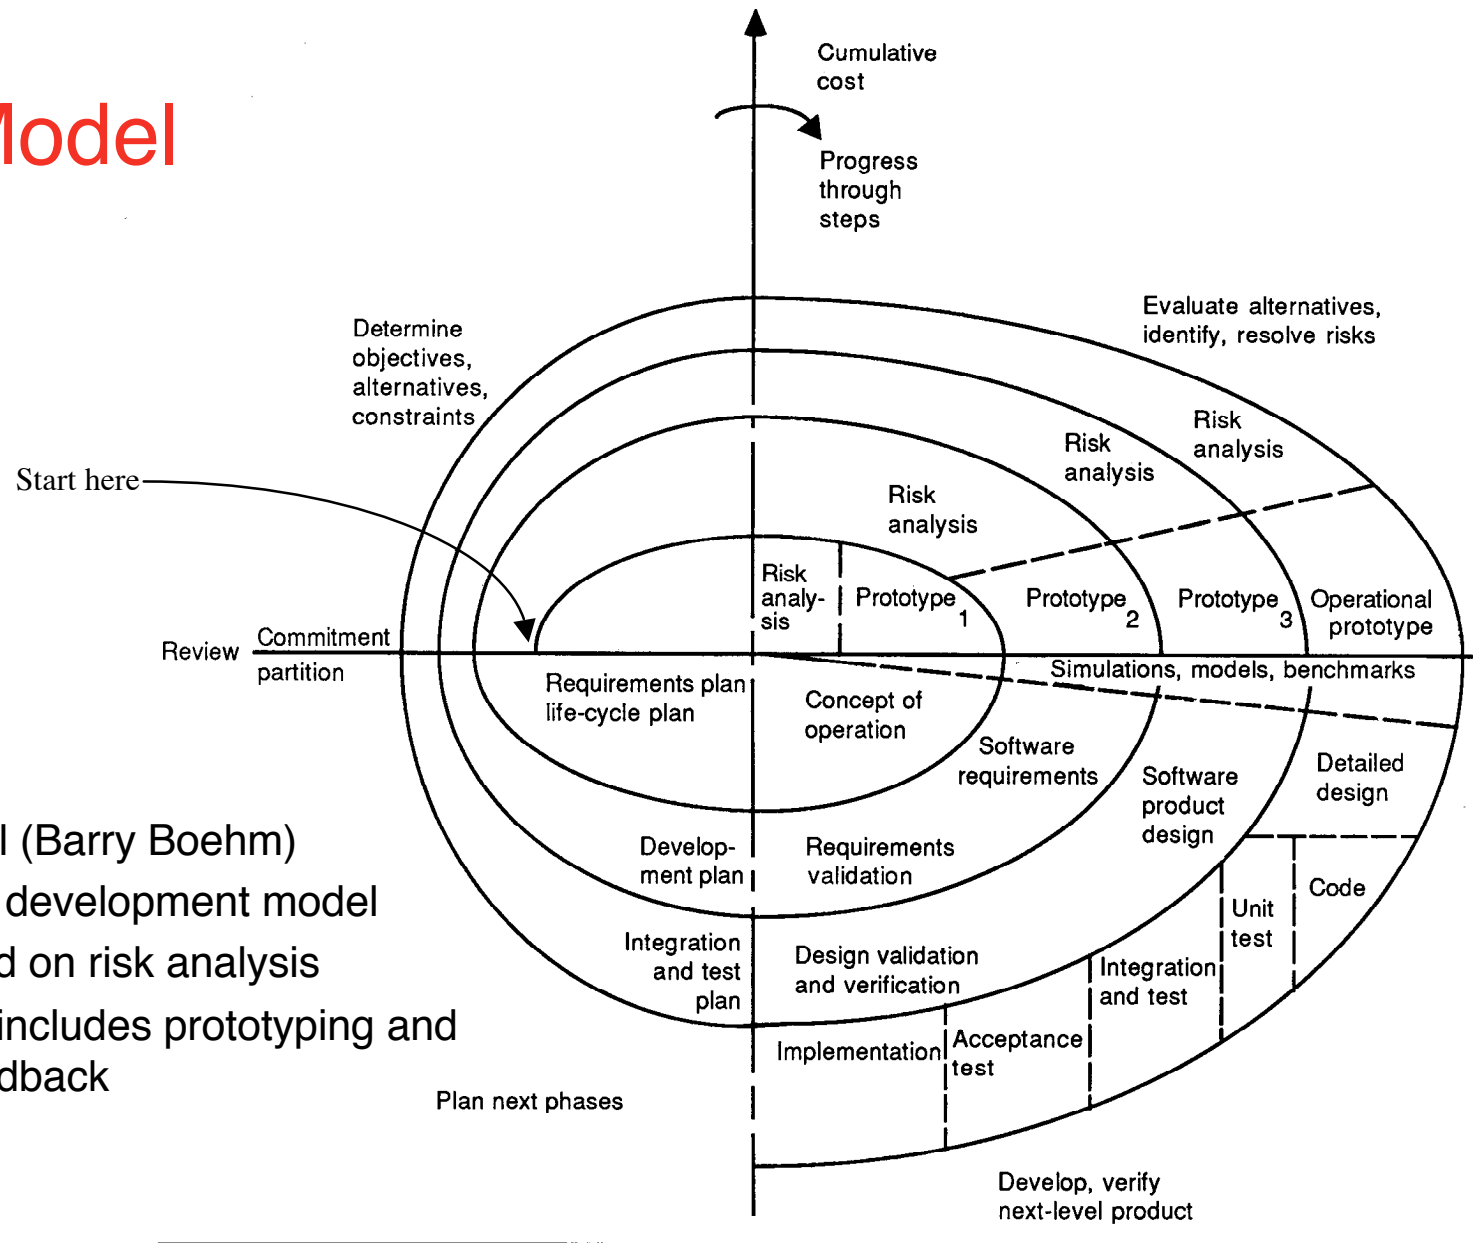 Model
Cumulative
cost
Progress
through
steps
Determine
objectives,
alternatives,
constraints
Evaluate alternatives,
identify, resolve risks
Start here
Risk
analysis
Risk
analysis
Risk
analysis
Risk
analy-
sis
Prototype 1
Prototype 2
Prototype 3
Operational
prototype
Review
Commitment
partition
Simulations, models, benchmarks
Requirements plan
life-cycle plan
Concept of
operation
Software
requirements
Software
product
design
Detailed
design
Develop-
ment plan
Requirements
validation
Code
Unit
test
Integration
and test
plan
Design validation
and verification
Integration
and test
Implementation
Acceptance
test
Plan next phases
Develop, verify
next-level product
l (Barry Boehm)
development model
d on risk analysis
includes prototyping and
dback